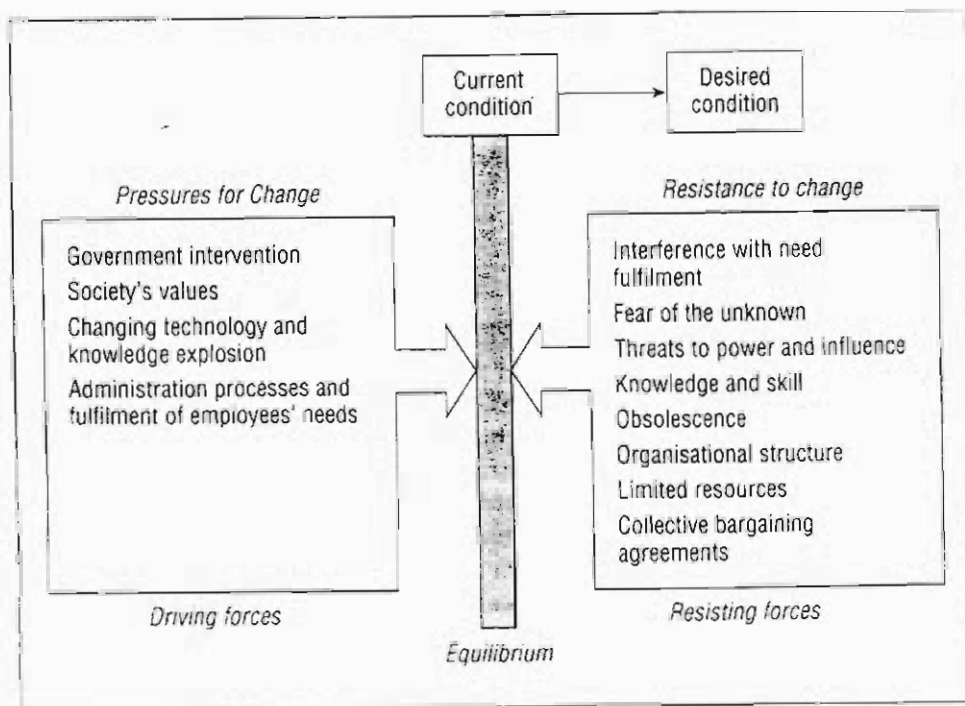 Current
condition
Desired
condition
Pressures for Change
Government intervention
Society's values
Changing technology and
knowledge explosion
Administration processes and
fulfilment of employees' needs
Driving forces
Resistance to change
Interference with need
fulfilment
Fear of the unknown
Threats to power and influence
Knowledge and skill
Obsolescence
Organisational structure
Limited resources
Collective bargaining
agreements
Resisting forces
Equilibrium